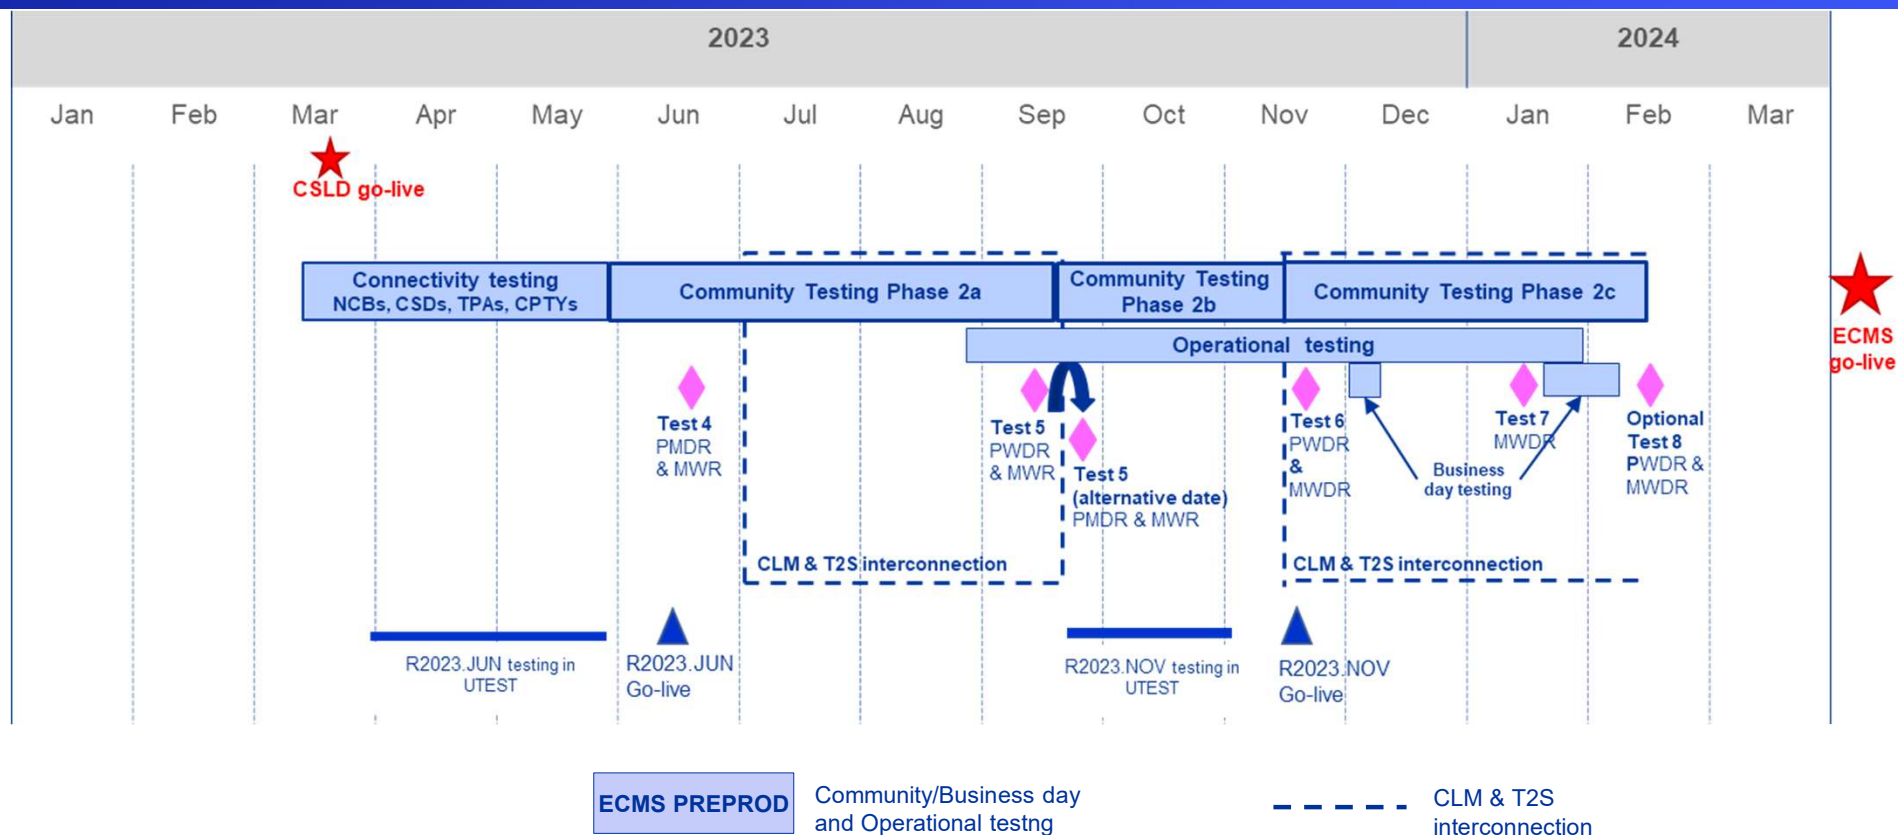 2023
2024
Jan
Feb
Mar
Apr
May
Jun
Jul
Aug
Sep
Oct
Nov
Dec
Jan
Feb
Mar
CSLD go-live
Connectivity testing
NCBs, CSDs, TPAs, CPTYs
Community Testing Phase 2a
Community Testing
Phase 2b
Community Testing Phase 2c
ECMS
go-live
Operational testing
Test 4
PMDR
& MWR
Test 5
PWDR
& MWR
Test 5
(alternative date)
PMDR & MWR
Test 6
PWDR
&
MWDR
Business
day testing
Test 7
MWDR
Optional
Test 8
PWDR &
MWDR
CLM & T2S interconnection
CLM & T2S interconnection
R2023.JUN testing in
UTEST
R2023.JUN
Go-live
R2023.NOV testing in
UTEST
R2023.NOV
Go-live
ECMS PREPROD
Community/Business day
and Operational testng
CLM & T2S
interconnection